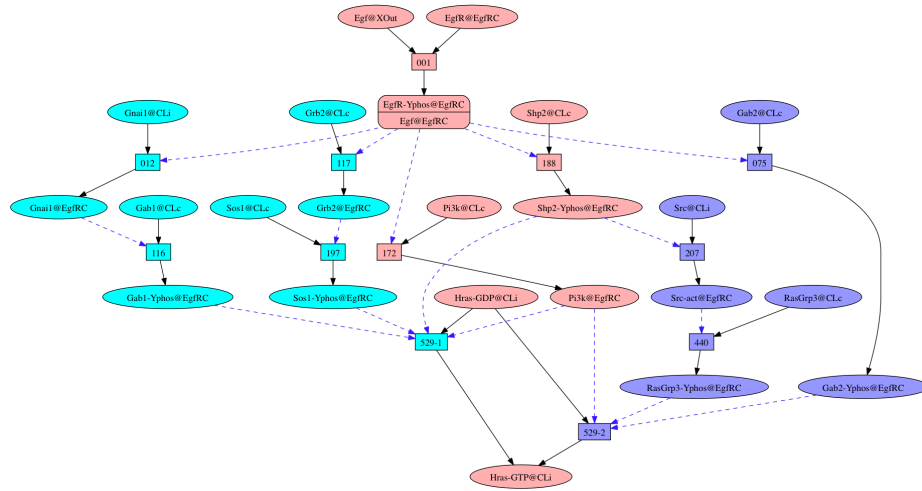 Egf@XOut
EgfR@EgfRC
001
Gnai1@CLi
Grb2@CLc
EgfR-Yphos@EgfRC
Egf@EgfRC
Shp2@CLc
Gab2@CLc
012
117
188
075
Gnai1@EgfRC
Gab1@CLc
Sos1@CLc
Grb2@EgfRC
Pi3k@CLc
Shp2-Yphos@EgfRC
Src@CLi
116
197
172
207
Gab1-Yphos@EgfRC
Sos1-Yphos@EgfRC
Hras-GDP@CLi
Pi3k@EgfRC
Src-act@EgfRC
RasGrp3@CLc
529-1
440
RasGrp3-Yphos@EgfRC
Gab2-Yphos@EgfRC
529-2
Hras-GTP@CLi